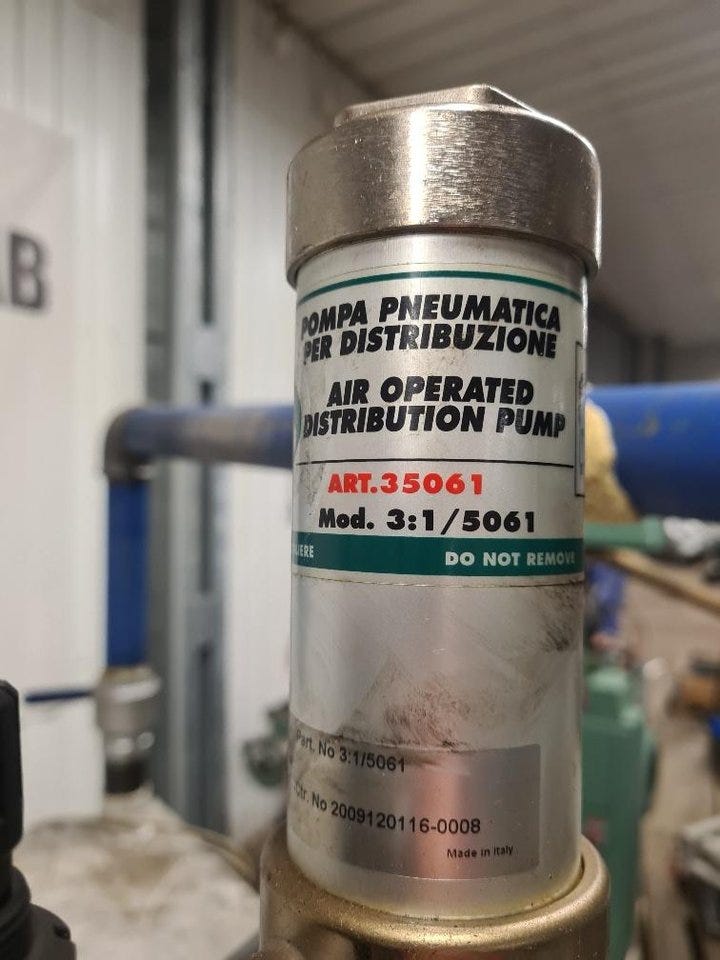 AB
POMPA PNEUMATICA
PER DISTRIBUZIONE
AIR OPERATED
DISTRIBUTION PUMP
ART.35061
Mod. 3:1/5061
DO NOT REMOVE
Part. No 3:1/5061
Ctr. No 2009120116-0008
Made in Italy